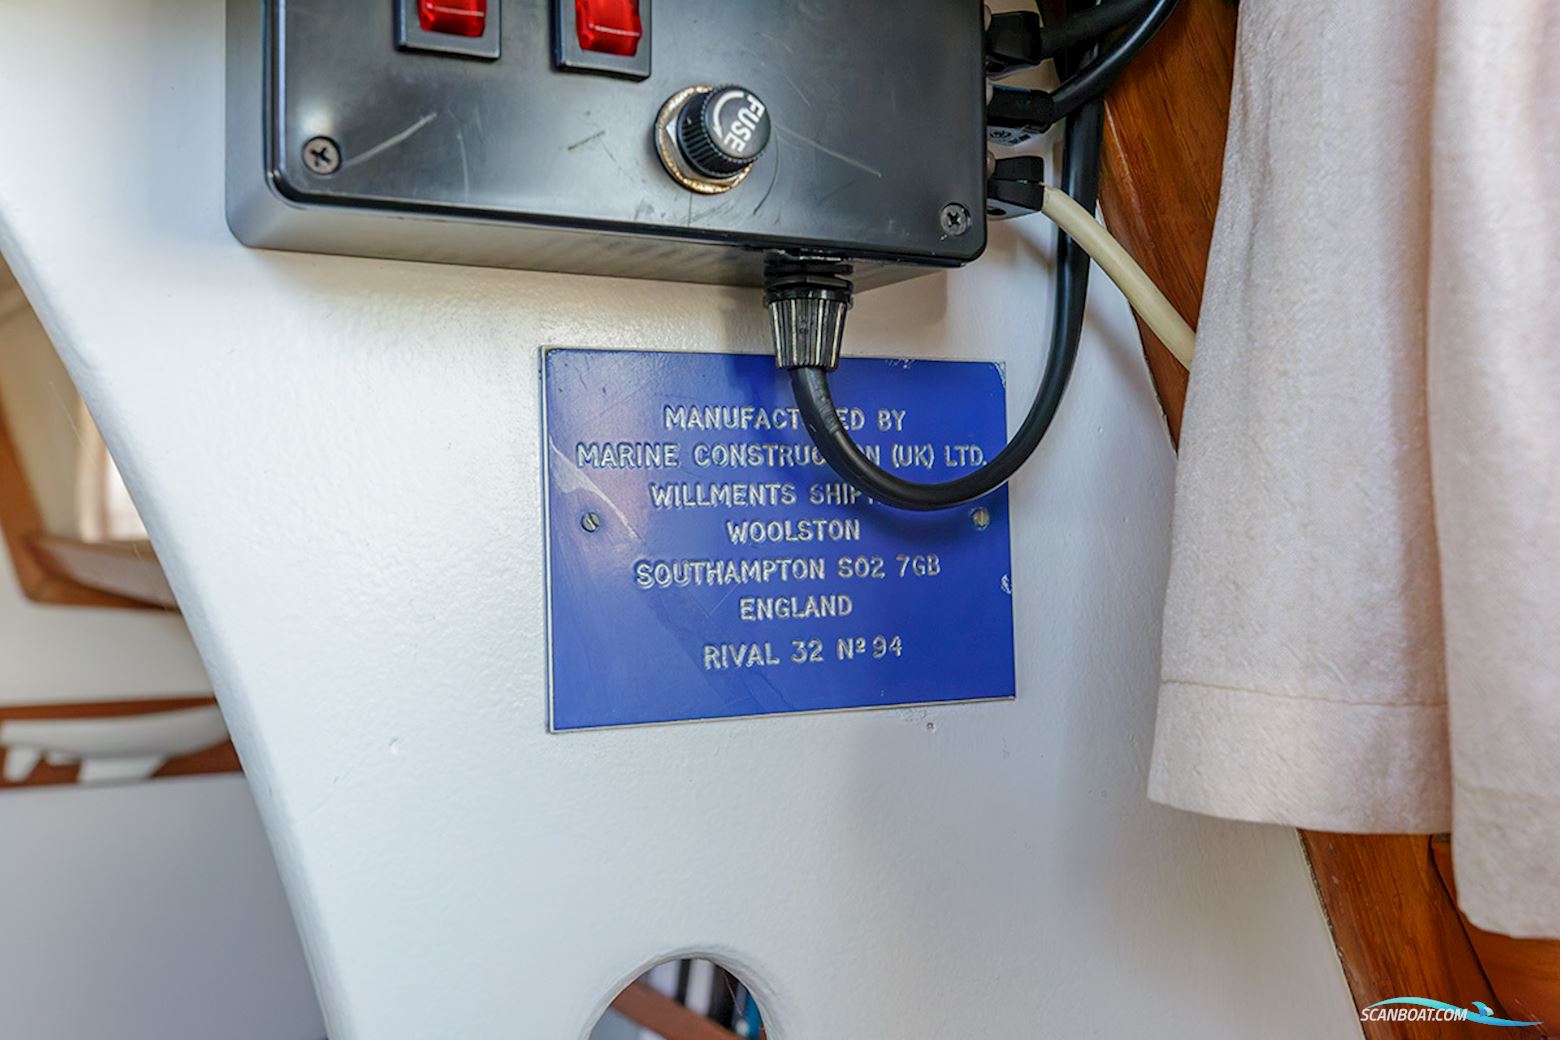 FUSE
MANUFACT ED BY
MARINE CONSTRUC N (UK) LTD.
WILLMENTS SHIPY
WOOLSTON
SOUTHAMPTON SO2 7GB
ENGLAND
RIVAL 32 Nº 94
SCANBOAT.COM